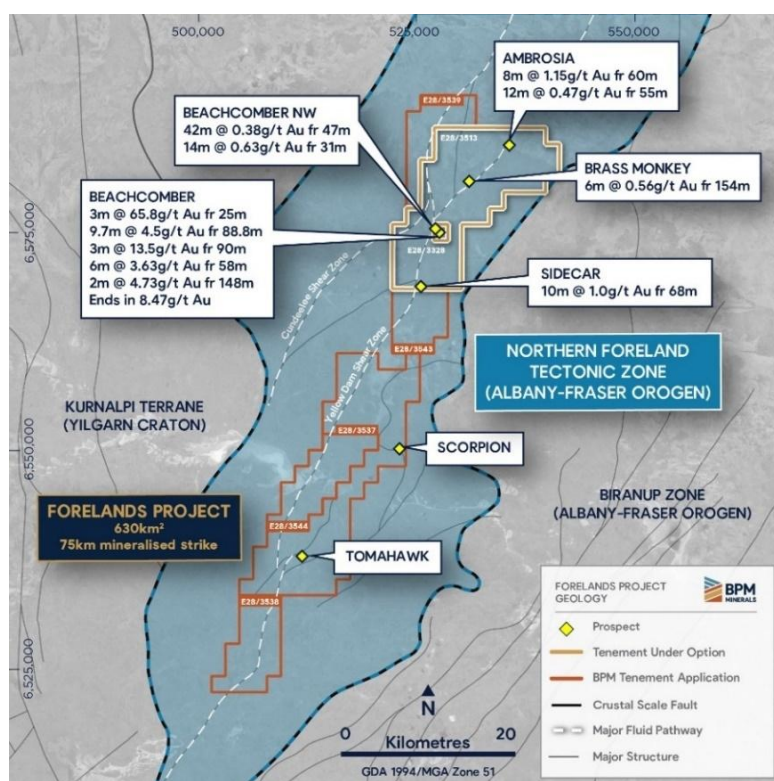 500,000
525,000
550,000
AMBROSIA
8m @ 1.15g/t Au fr 60m
12m @ 0.47g/t Au fr 55m
E28/3539
BEACHCOMBER NW
42m @ 0.38g/t Au fr 47m
14m @ 0.63g/t Au fr 31m
E28/3513
BRASS MONKEY
6m @ 0.56g/t Au fr 154m
BEACHCOMBER
3m @ 65.8g/t Au fr 25m
9.7m @ 4.5g/t Au fr 88.8m
3m @ 13.5g/t Au fr 90m
6m @ 3.63g/t Au fr 58m
2m @ 4.73g/t Au fr 148m
Ends in 8.47g/t Au
6,575,000
E28/3328
SIDECAR
10m @ 1.0g/t Au fr 68m
Cundeelee Shear Zone
E28/3543
NORTHERN FORELAND
TECTONIC ZONE
(ALBANY-FRASER OROGEN)
Yellow Dam Shear Zone
KURNALPI TERRANE
(YILGARN CRATON)
E28/3537
SCORPION
6,550,000
BIRANUP ZONE
(ALBANY-FRASER OROGEN)
FORELANDS PROJECT
630km²
75km mineralised strike
E28/3544
TOMAHAWK
E28/3538
6,525,000
FORELANDS PROJECT
GEOLOGY
BPM
MINERALS
Prospect
Tenement Under Option
BPM Tenement Application
Crustal Scale Fault
Major Fluid Pathway
Major Structure
N
0 20
Kilometres
GDA 1994/MGA Zone 51